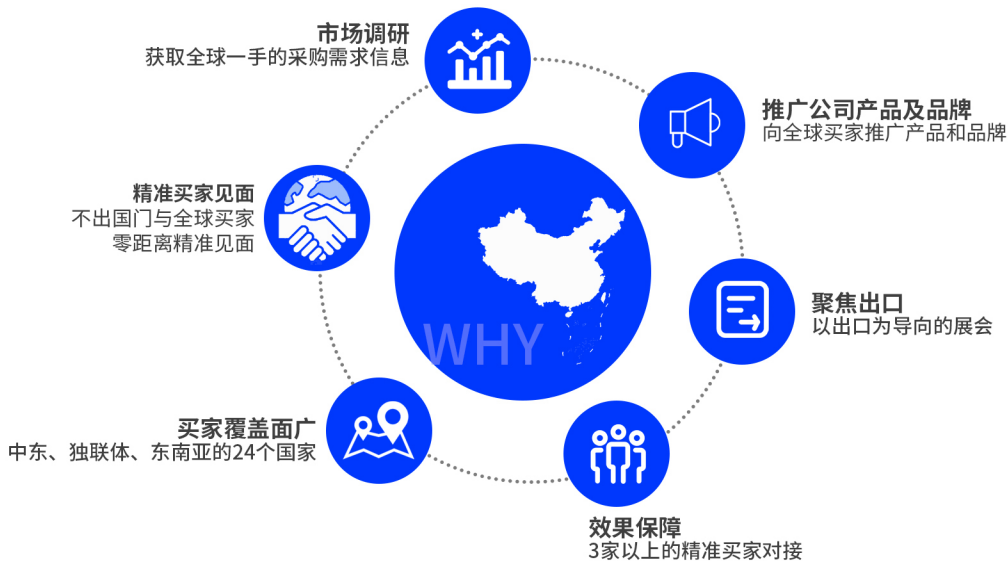 市场调研
获取全球一手的采购需求信息
推广公司产品及品牌
向全球买家推广产品和品牌
精准买家见面
不出国门与全球买家
零距离精准见面
聚焦出口
以出口为导向的展会
WHY
买家覆盖面广
中东、独联体、东南亚的24个国家
效果保障
3家以上的精准买家对接